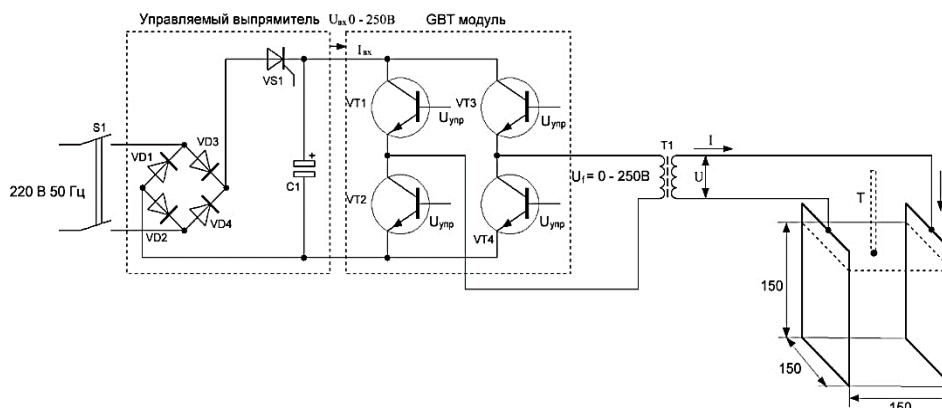 Управляемый выпрямитель
Uвх 0 - 250В
GBT модуль
Iвх
VS1
VT1
VT3
Uупр
Uупр
S1
VD1
VD3
220 В 50 Гц
C1
+
VD2
VD4
VT2
VT4
Uупр
Uупр
T1
I
Uf = 0 - 250В
U
T
150
150
150